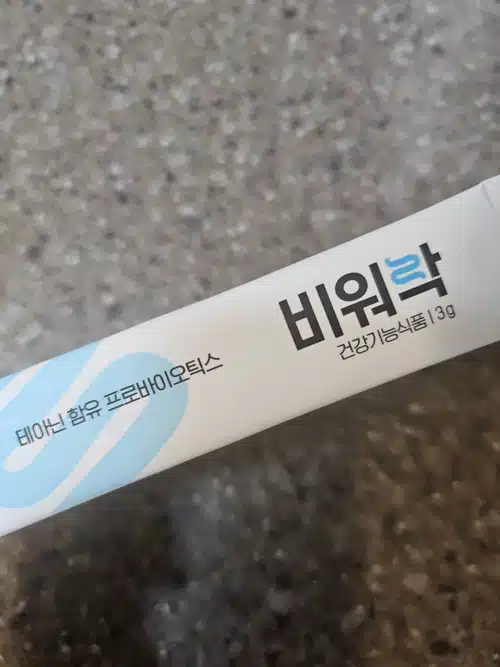 비워락
건강기능식품 | 3g
테아닌 함유 프로바이오틱스